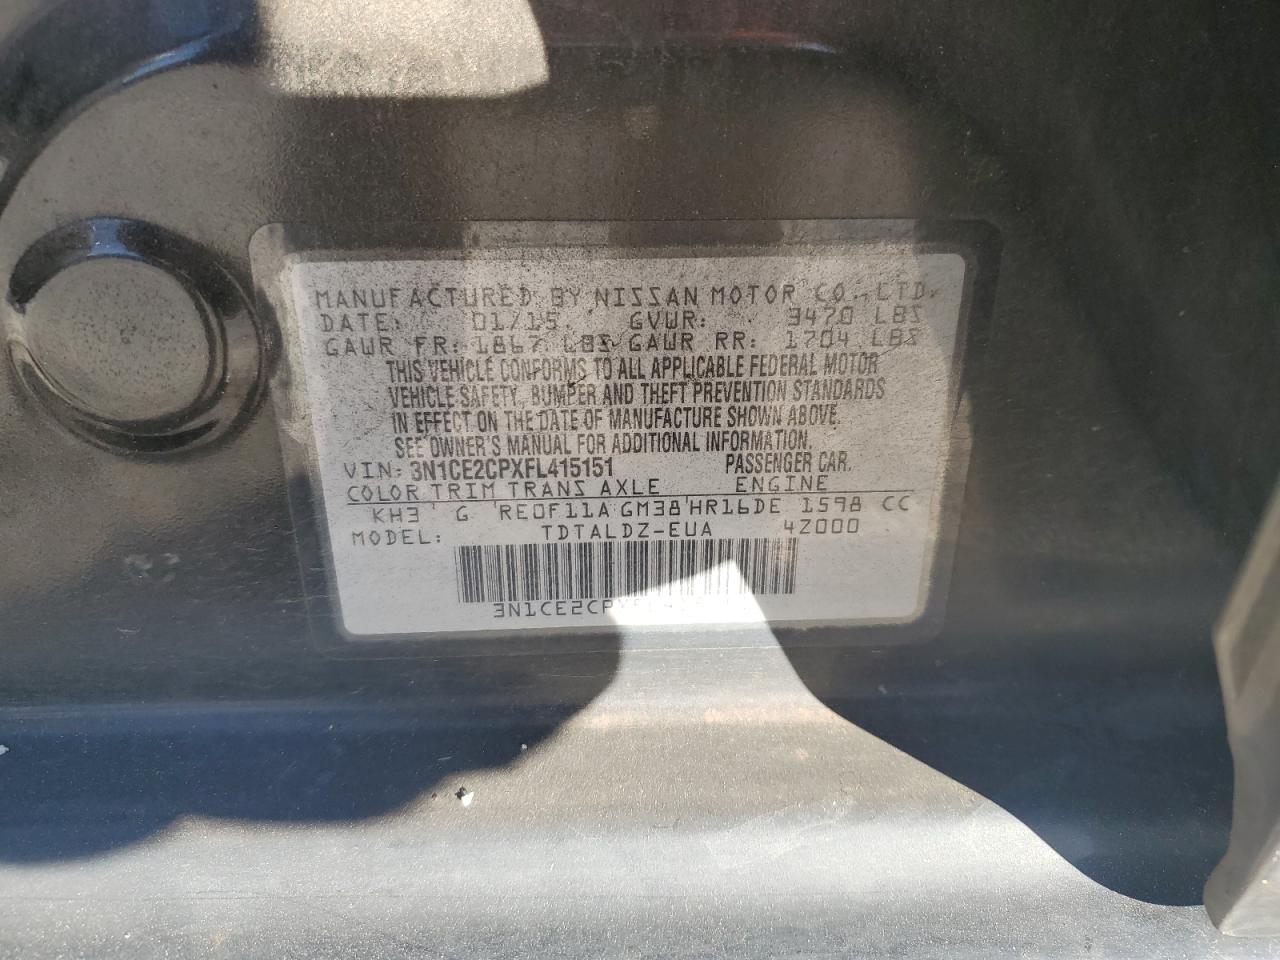 MANUFACTURED BY NISSAN MOTOR CO., LTD.
DATE: 01/15 GVWR: 3470 LBS
GAWR FR: 1867 LBS GAWR RR: 1704 LBS
THIS VEHICLE CONFORMS TO ALL APPLICABLE FEDERAL MOTOR
VEHICLE SAFETY, BUMPER AND THEFT PREVENTION STANDARDS
IN EFFECT ON THE DATE OF MANUFACTURE SHOWN ABOVE.
SEE OWNER'S MANUAL FOR ADDITIONAL INFORMATION.
VIN: 3N1CE2CPXFL415151 PASSENGER CAR.
COLOR TRIM TRANS AXLE ENGINE
KH3 G RE0F11A GM38 HR16DE 1598 CC
MODEL: TDTALDZ-EUA 4Z000